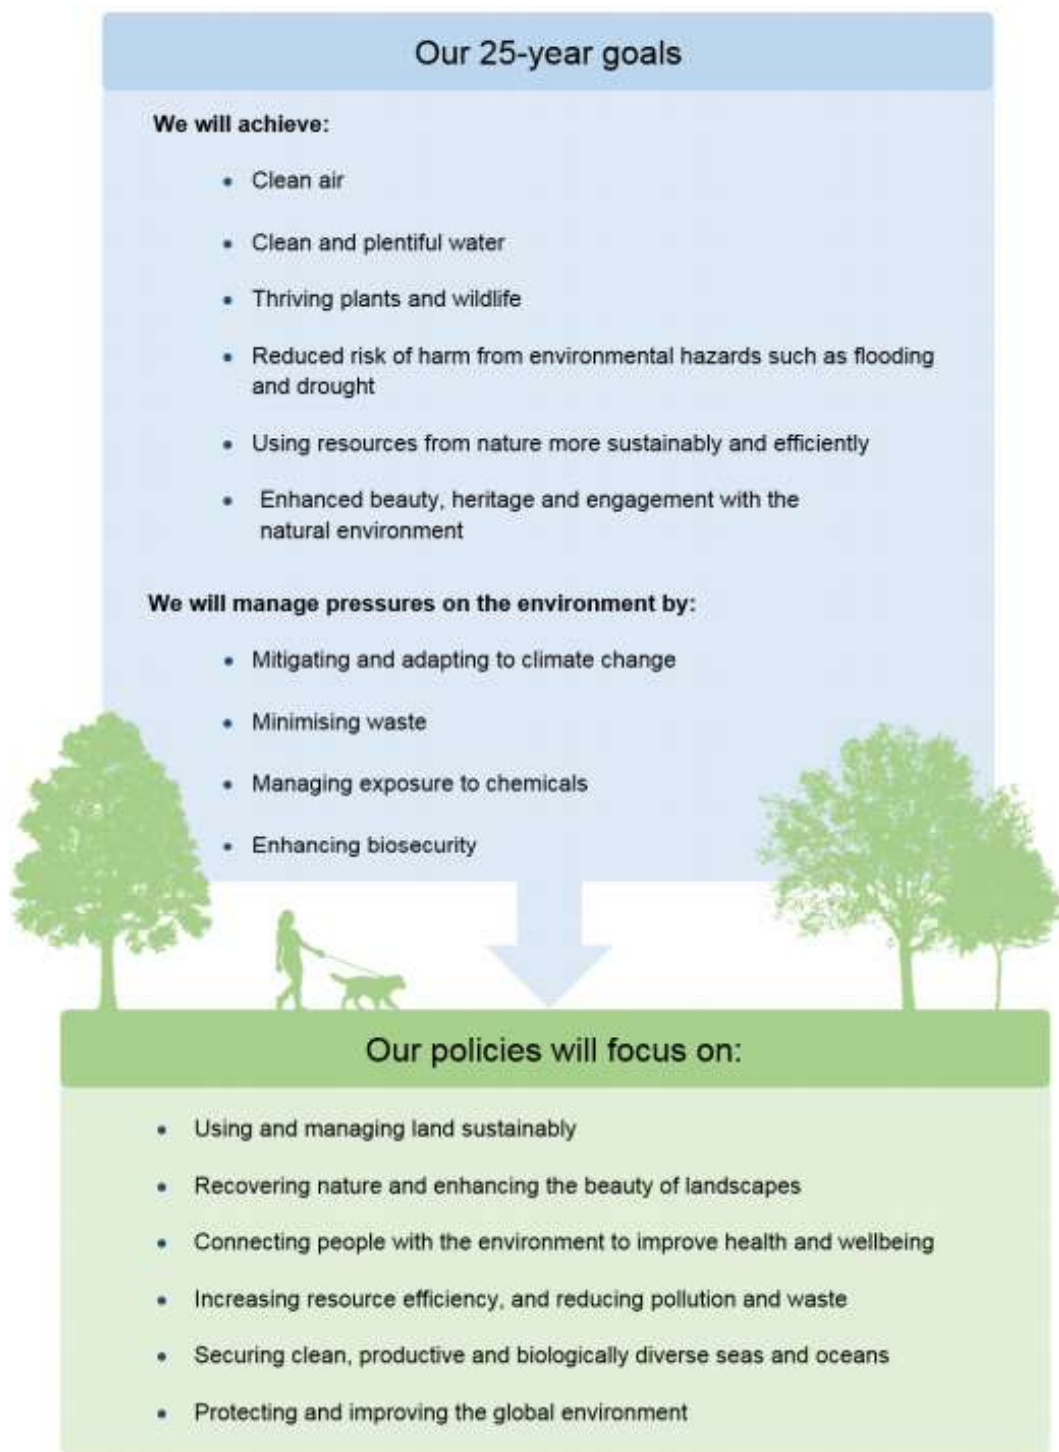 Our 25-year goals
We will achieve:
• Clean air
• Clean and plentiful water
• Thriving plants and wildlife
• Reduced risk of harm from environmental hazards such as flooding
and drought
• Using resources from nature more sustainably and efficiently
• Enhanced beauty, heritage and engagement with the
natural environment
We will manage pressures on the environment by:
• Mitigating and adapting to climate change
• Minimising waste
• Managing exposure to chemicals
• Enhancing biosecurity
Our policies will focus on:
• Using and managing land sustainably
• Recovering nature and enhancing the beauty of landscapes
• Connecting people with the environment to improve health and wellbeing
• Increasing resource efficiency, and reducing pollution and waste
• Securing clean, productive and biologically diverse seas and oceans
• Protecting and improving the global environment